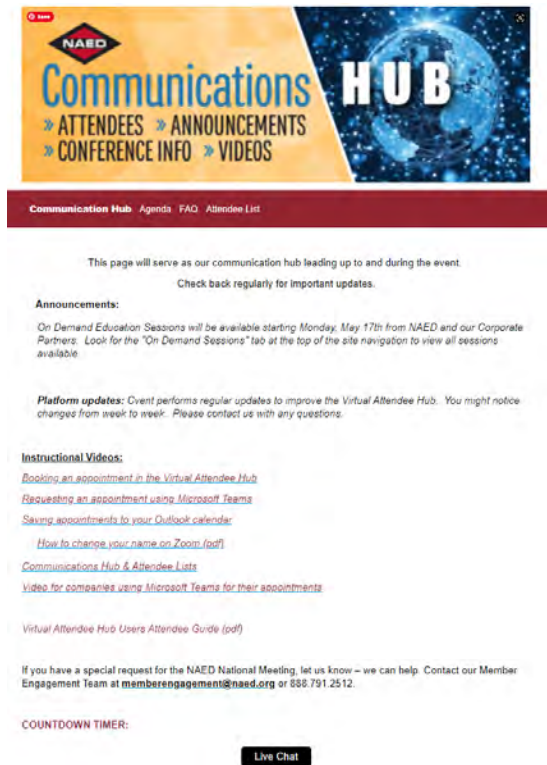 Save
NAED
Communications
HUB
» ATTENDEES » ANNOUNCEMENTS
» CONFERENCE INFO » VIDEOS
Communication Hub Agenda FAQ Attendee List
This page will serve as our communication hub leading up to and during the event.
Check back regularly for important updates.
Announcements:
On Demand Education Sessions will be available starting Monday, May 17th from NAED and our Corporate
Partners. Look for the "On Demand Sessions" tab at the top of the site navigation to view all sessions
available.
Platform updates: Cvent performs regular updates to improve the Virtual Attendee Hub. You might notice
changes from week to week. Please contact us with any questions.
Instructional Videos:
Booking an appointment in the Virtual Attendee Hub
Requesting an appointment using Microsoft Teams
Saving appointments to your Outlook calendar
How to change your name on Zoom (pdf)
Communications Hub & Attendee Lists
Video for companies using Microsoft Teams for their appointments
Virtual Attendee Hub Users Attendee Guide (pdf)
If you have a special request for the NAED National Meeting, let us know – we can help. Contact our Member
Engagement Team at memberengagement@naed.org or 888.791.2512.
COUNTDOWN TIMER:
Live Chat